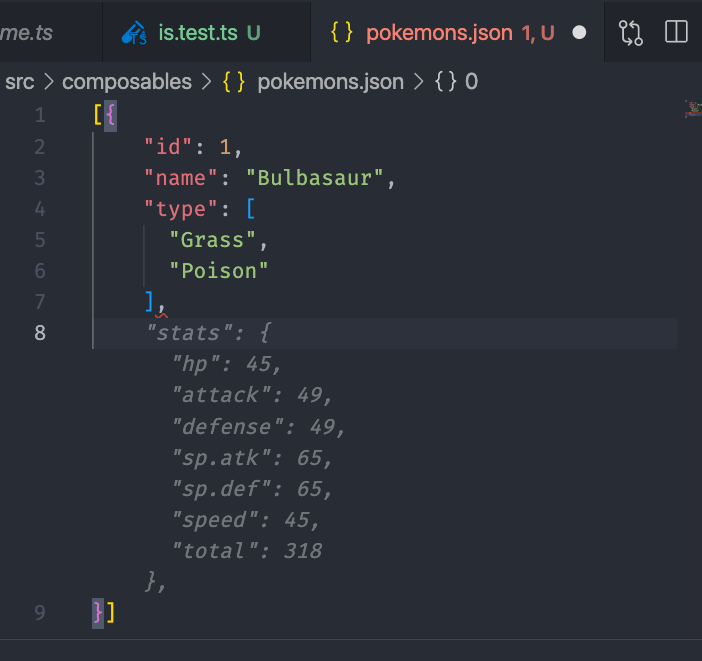 me.ts
TS is.test.ts U
{} pokemons.json 1, U
src > composables > {} pokemons.json > {} 0
1 [{
2 "id": 1,
3 "name": "Bulbasaur",
4 "type": [
5 "Grass",
6 "Poison"
7 ],
8 "stats": {
"hp": 45,
"attack": 49,
"defense": 49,
"sp.atk": 65,
"sp.def": 65,
"speed": 45,
"total": 318
},
9 }]